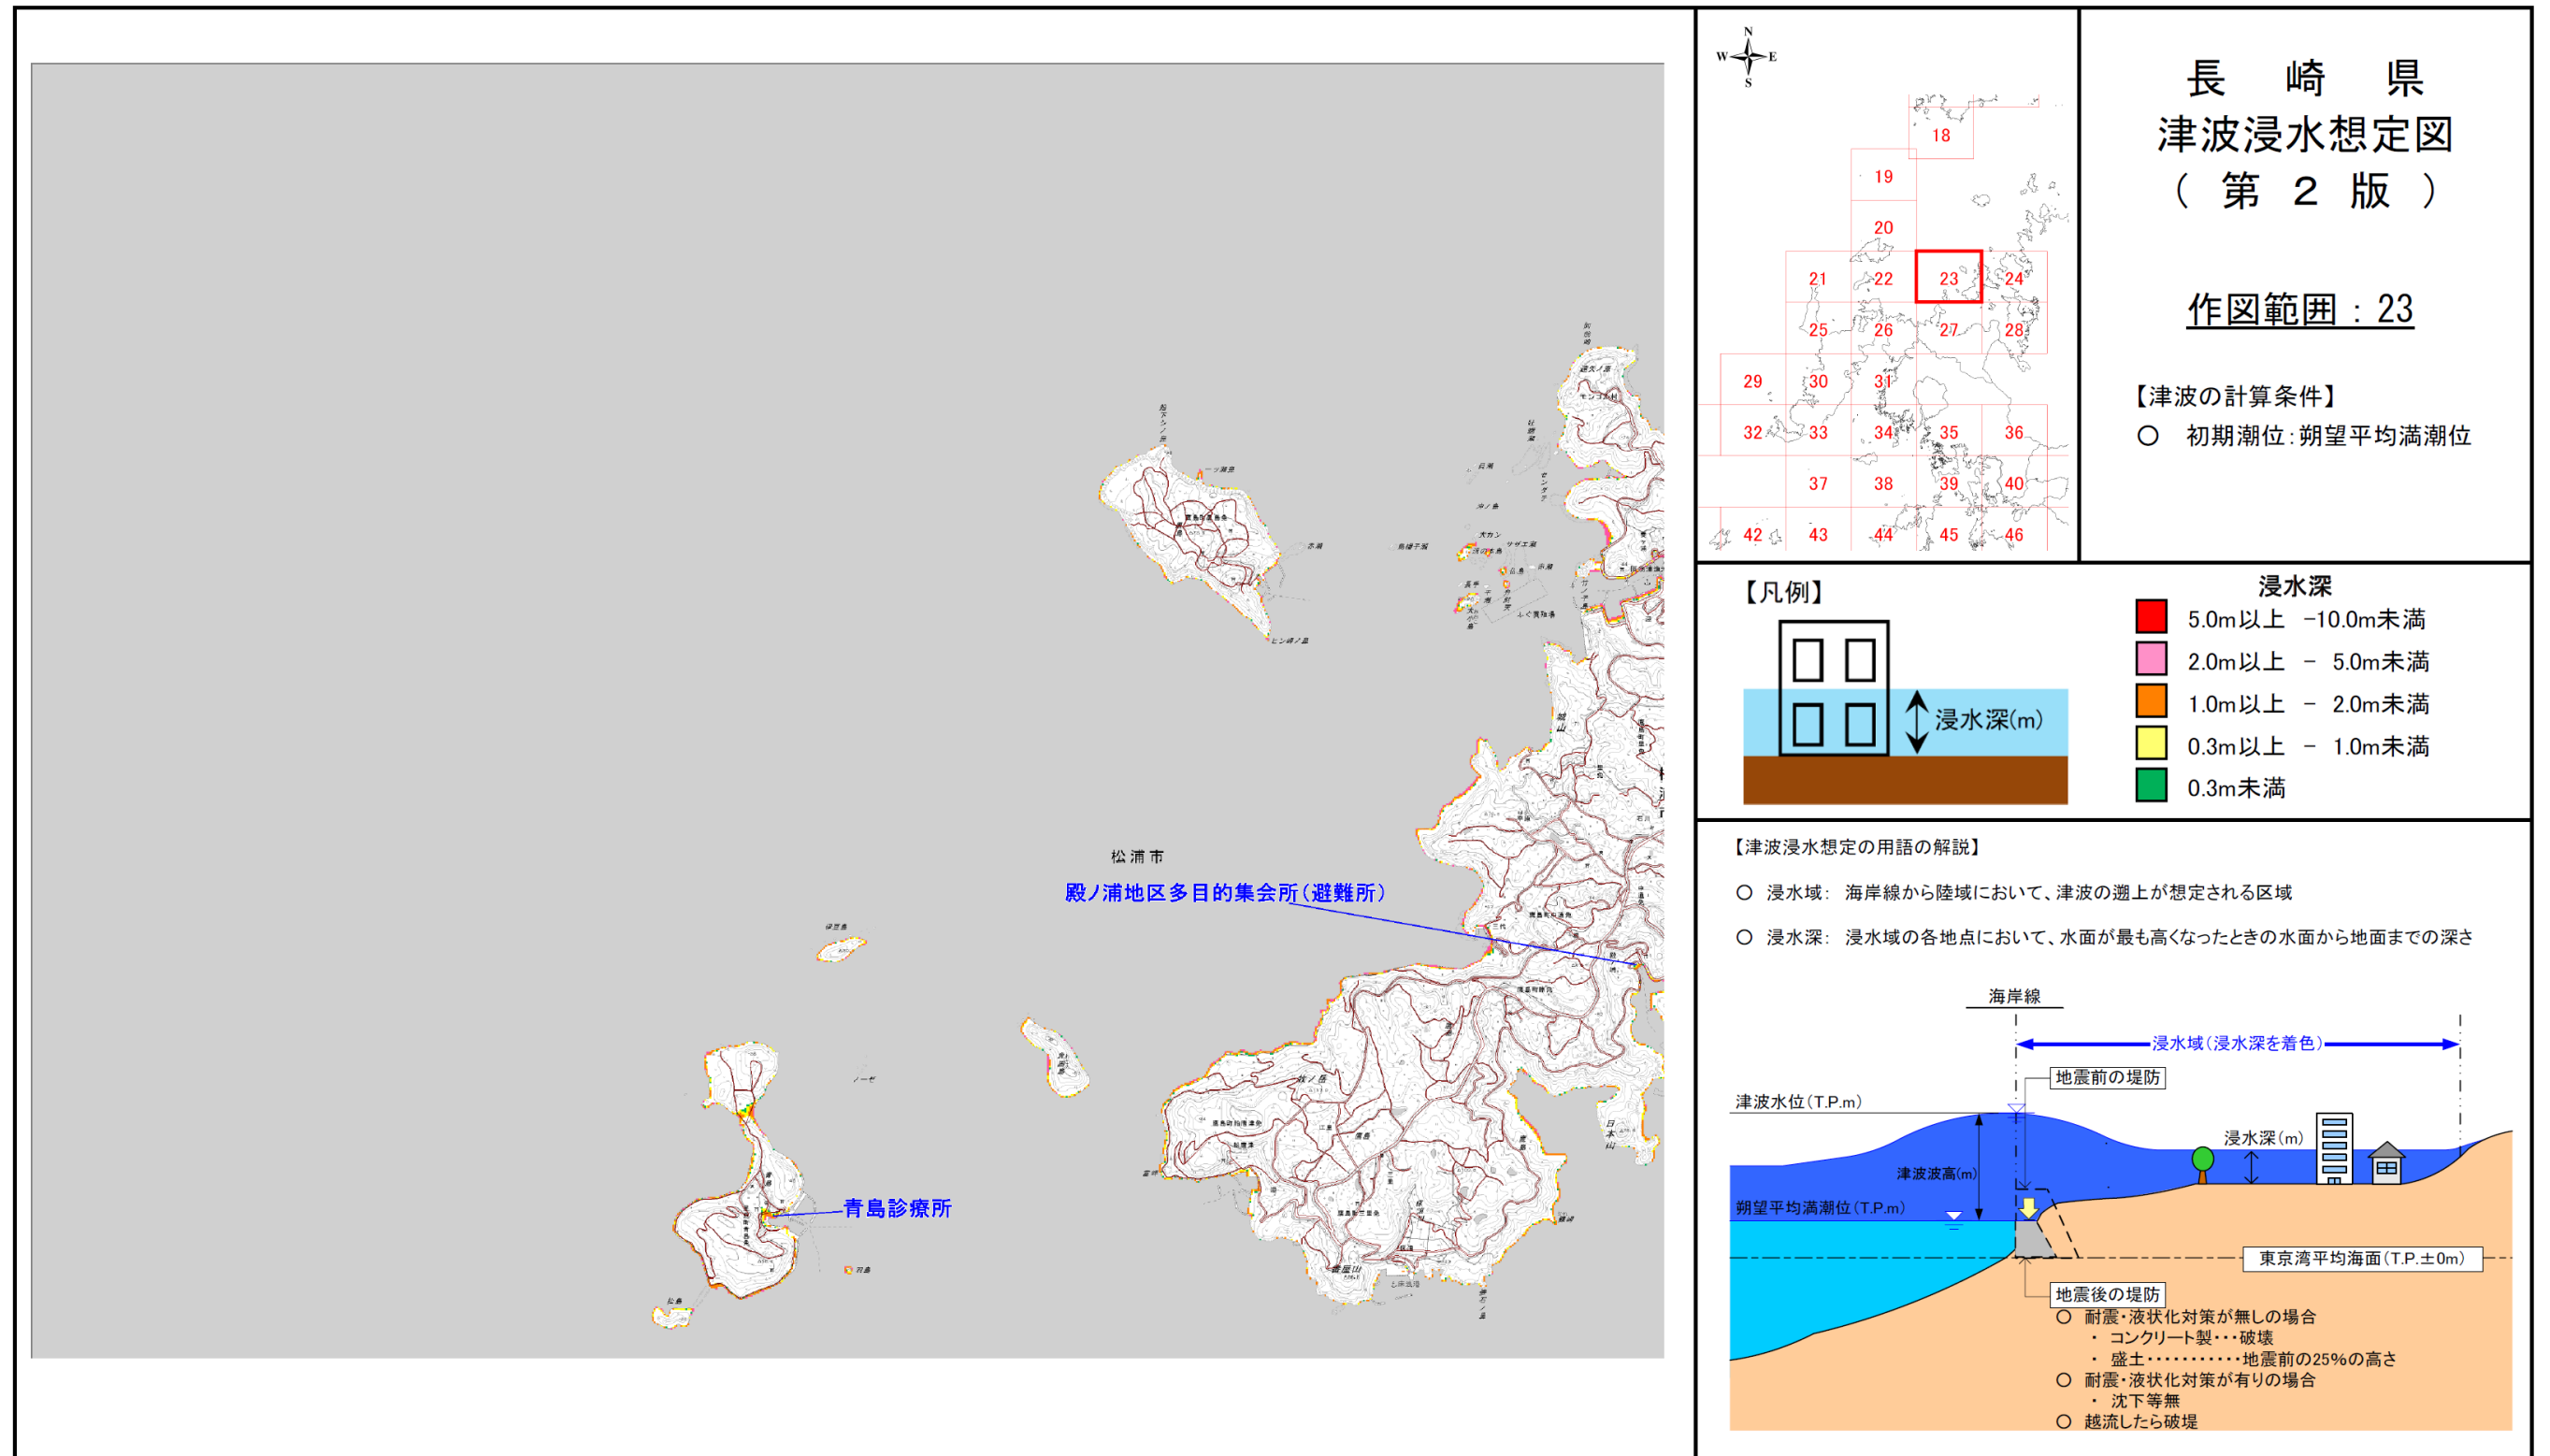 長 崎 県
津波浸水想定図
( 第 2 版 )
作図範囲:23
【津波の計算条件】
○ 初期潮位:朔望平均満潮位
N
W E
S
18
19
20
21 22 23 24
25 26 27 28
29 30 31
32 33 34 35 36
37 38 39 40
42 43 44 45 46
【凡例】
浸水深(m)
浸水深
5.0m以上 -10.0m未満
2.0m以上 - 5.0m未満
1.0m以上 - 2.0m未満
0.3m以上 - 1.0m未満
0.3m未満
【津波浸水想定の用語の解説】
○ 浸水域: 海岸線から陸域において、津波の遡上が想定される区域
○ 浸水深: 浸水域の各地点において、水面が最も高くなったときの水面から地面までの深さ
海岸線
浸水域(浸水深を着色)
地震前の堤防
津波水位(T.P.m)
浸水深(m)
津波波高(m)
朔望平均満潮位(T.P.m)
東京湾平均海面(T.P.±0m)
地震後の堤防
○ 耐震・液状化対策が無しの場合
・ コンクリート製・・・破壊
・ 盛土・・・・・・・・・・・地震前の25%の高さ
○ 耐震・液状化対策が有りの場合
・ 沈下等無
○ 越流したら破堤
松浦市
殿ノ浦地区多目的集会所(避難所)
青島診療所
伊豆島
松島
日本山
城山
赤瀬